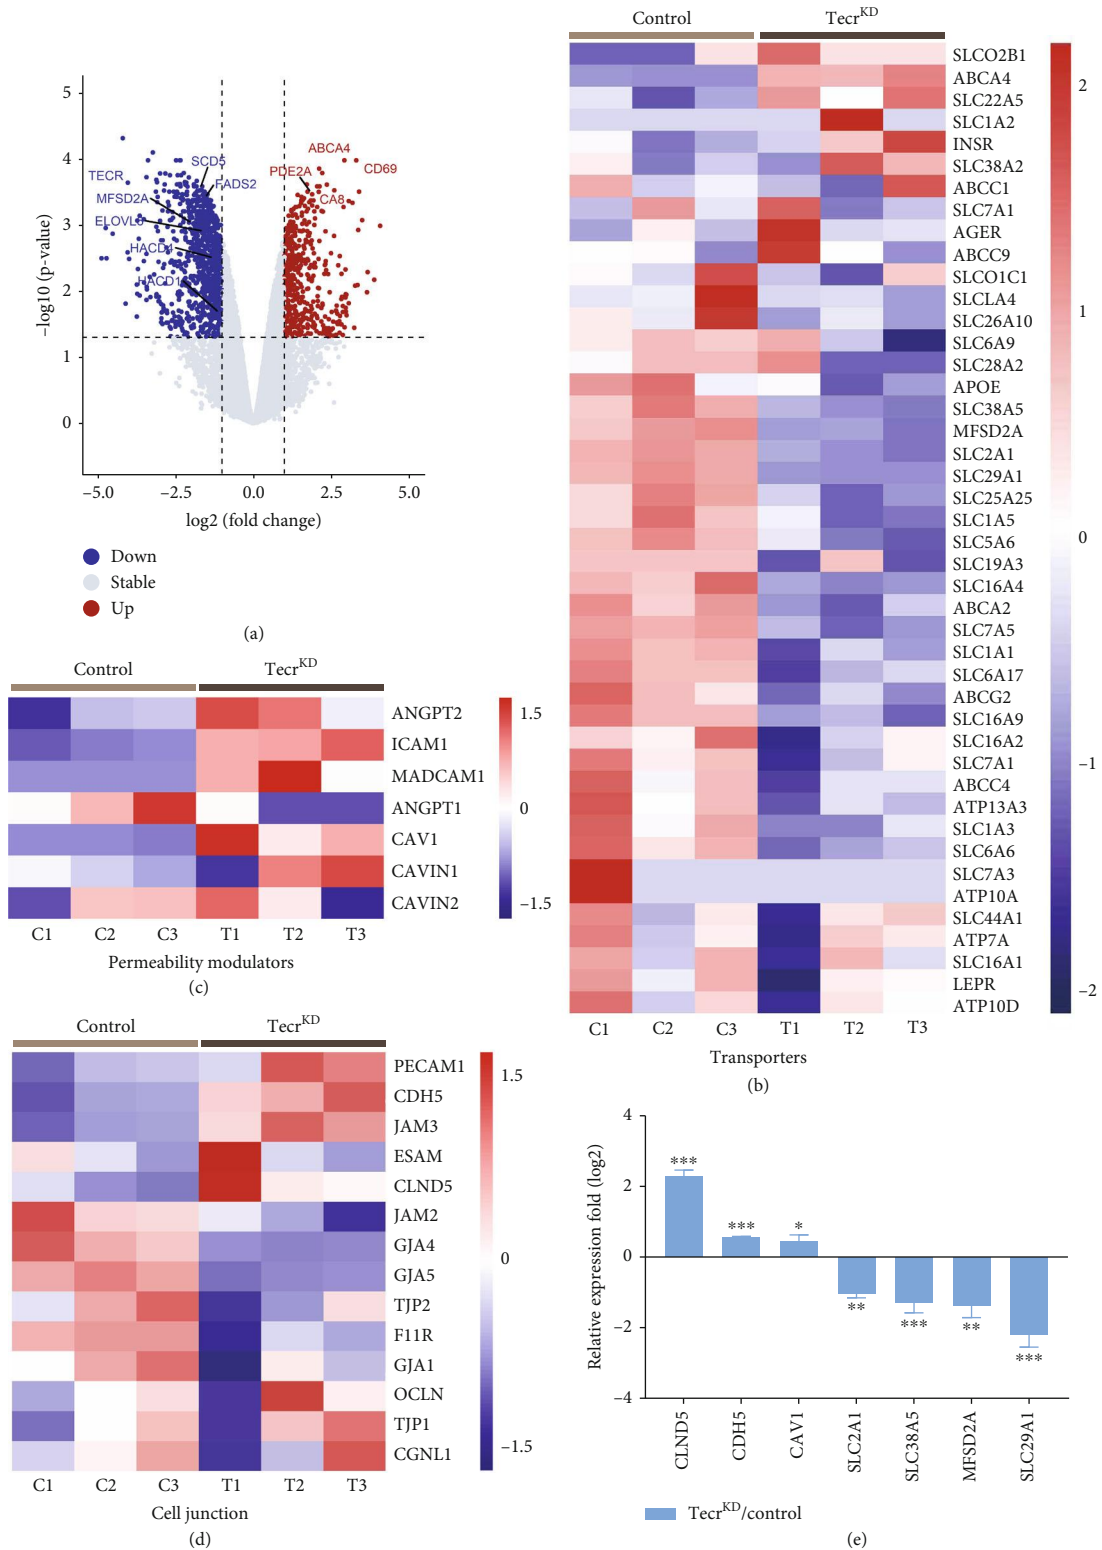 −log10 (p-value)
5
4
3
2
1
0
−5.0
−2.5
0.0
2.5
5.0
log2 (fold change)
TECR
SCD5
FADS2
MFSD2A
HACD4
HACD1
ABCA4
PDE2A
CD69
CA8
Down
Stable
Up
(a)
Control
Tecr^KD
SLCO2B1
ABCA4
SLC22A5
SLC1A2
INSR
SLC38A2
ABCC1
SLC7A1
AGER
ABCC9
SLCO1C1
SLCLA4
SLC26A10
SLC6A9
SLC28A2
APOE
SLC38A5
MFSD2A
SLC2A1
SLC29A1
SLC25A25
SLC1A5
SLC5A6
SLC19A3
SLC16A4
ABCA2
SLC7A5
SLC1A1
SLC6A17
ABCG2
SLC16A9
SLC16A2
SLC7A1
ABCC4
ATP13A3
SLC1A3
SLC6A6
SLC7A3
ATP10A
SLC44A1
ATP7A
SLC16A1
LEPR
ATP10D
2
1
0
−1
−2
C1 C2 C3 T1 T2 T3
Transporters
(b)
Control
Tecr^KD
ANGPT2
ICAM1
MADCAM1
ANGPT1
CAV1
CAVIN1
CAVIN2
1.5
0
−1.5
C1 C2 C3 T1 T2 T3
Permeability modulators
(c)
Control
Tecr^KD
PECAM1
CDH5
JAM3
ESAM
CLND5
JAM2
GJA4
GJA5
TJP2
F11R
GJA1
OCLN
TJP1
CGNL1
1.5
0
−1.5
C1 C2 C3 T1 T2 T3
Cell junction
(d)
Relative expression fold (log2)
4
2
0
−2
−4
***
***
*
**
***
**
***
CLND5
CDH5
CAV1
SLC2A1
SLC38A5
MFSD2A
SLC29A1
Tecr^KD/control
(e)